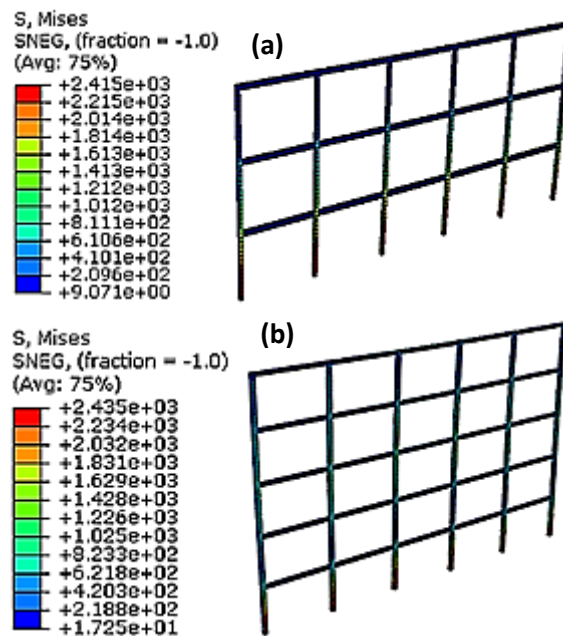 S, Mises
SNEG, (fraction = -1.0)
(Avg: 75%)
+2.415e+03
+2.215e+03
+2.014e+03
+1.814e+03
+1.613e+03
+1.413e+03
+1.212e+03
+1.012e+03
+8.111e+02
+6.106e+02
+4.101e+02
+2.096e+02
+9.071e+00
(a)
S, Mises
SNEG, (fraction = -1.0)
(Avg: 75%)
+2.435e+03
+2.234e+03
+2.032e+03
+1.831e+03
+1.629e+03
+1.428e+03
+1.226e+03
+1.025e+03
+8.233e+02
+6.218e+02
+4.203e+02
+2.188e+02
+1.725e+01
(b)